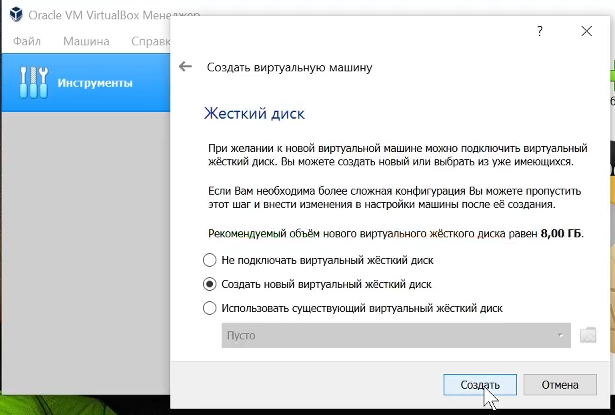 Oracle VM VirtualBox Менеджер
Файл Машина Справк
Инструменты
?
Создать виртуальную машину
Жесткий диск
При желании к новой виртуальной машине можно подключить виртуальный
жёсткий диск. Вы можете создать новый или выбрать из уже имеющихся.
Если Вам необходима более сложная конфигурация Вы можете пропустить
этот шаг и внести изменения в настройки машины после её создания.
Рекомендуемый объём нового виртуального жёсткого диска равен 8,00 ГБ.
Не подключать виртуальный жёсткий диск
Создать новый виртуальный жёсткий диск
Использовать существующий виртуальный жёсткий диск
Пусто
Создать Отмена